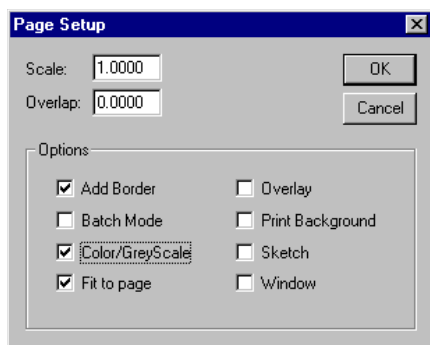 Page Setup
Scale: 1.0000 OK
Overlap: 0.0000 Cancel
Options
Add Border Overlay
Batch Mode Print Background
Color/GreyScale Sketch
Fit to page Window